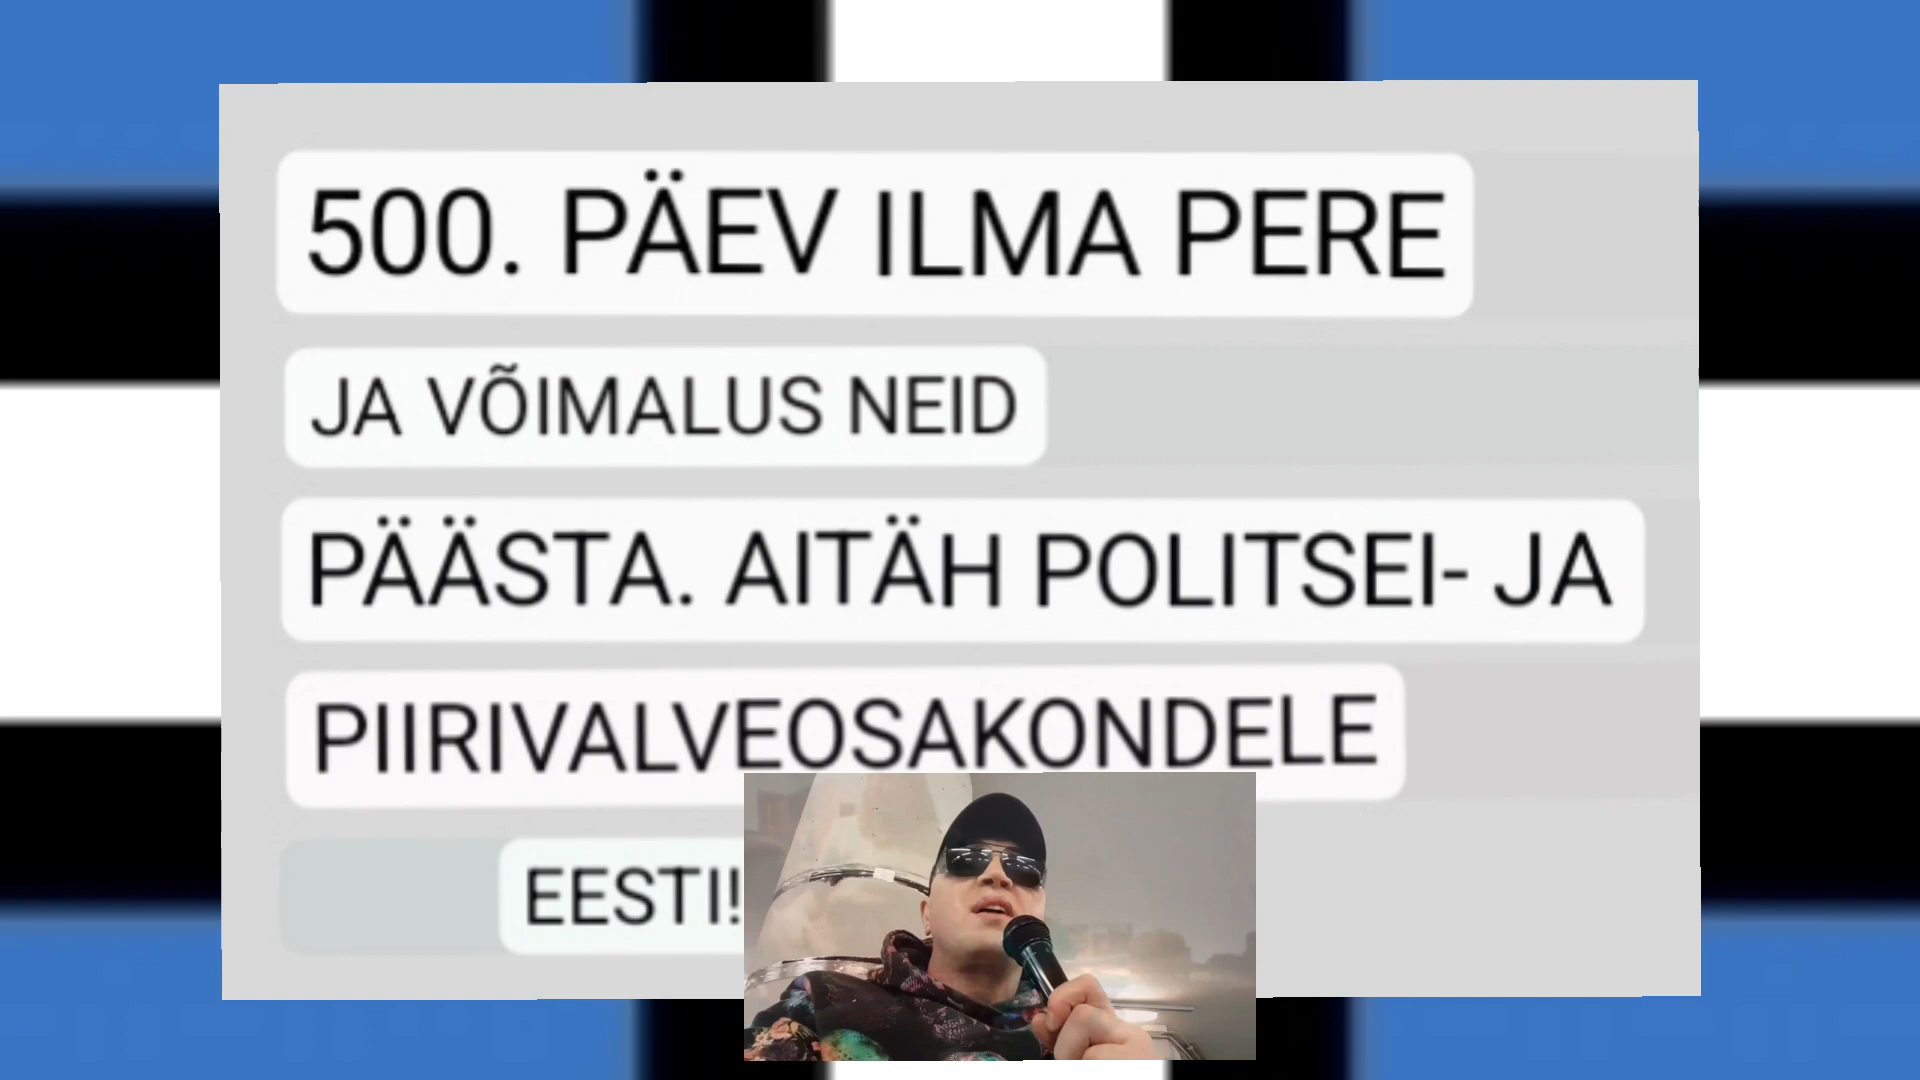 500. PÄEV ILMA PERE
JA VÕIMALUS NEID
PÄÄSTA. AITÄH POLITSEI- JA
PIIRIVALVEOSAKONDELE
EESTI!